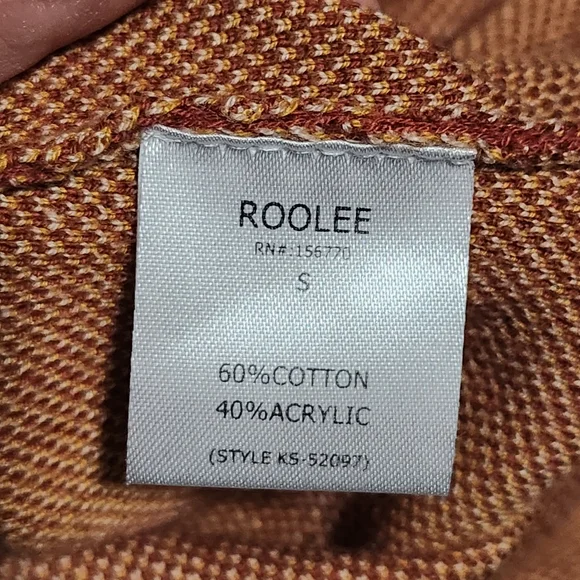 ROOLEE
RN#:156770
S
60%COTTON
40%ACRYLIC
(STYLE KS-52097)